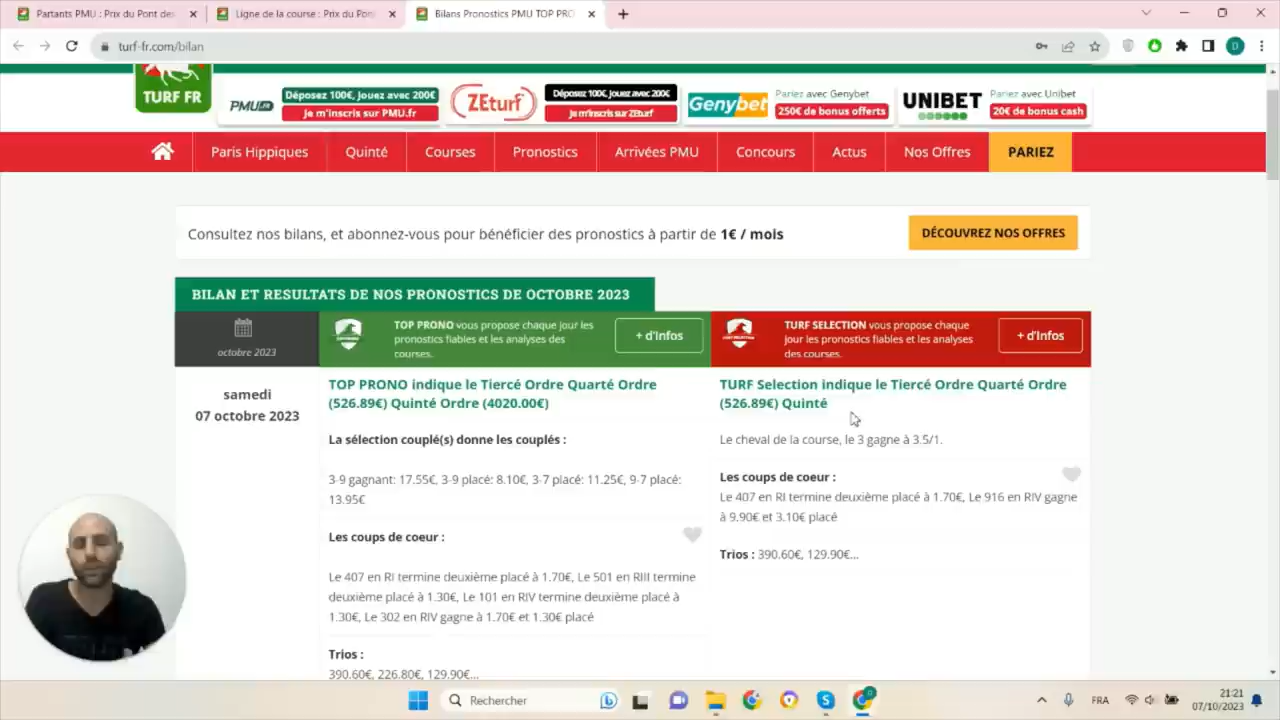 Partants PMU : Prix du Pont des
Ligne de la course : Prix du Pon
Bilans Pronostics PMU TOP PRO
turf-fr.com/bilan
D
TURF FR
PMU.fr
Déposez 100€, Jouez avec 200€
Je m'inscris sur PMU.fr
ZEturf
Déposez 100€, Jouez avec 200€
Je m'inscris sur ZEturf
Genybet
Pariez avec Genybet
250€ de bonus offerts
UNIBET
Pariez avec Unibet
20€ de bonus cash
Paris Hippiques
Quinté
Courses
Pronostics
Arrivées PMU
Concours
Actus
Nos Offres
PARIEZ
Consultez nos bilans, et abonnez-vous pour bénéficier des pronostics à partir de 1€ / mois
DÉCOUVREZ NOS OFFRES
BILAN ET RESULTATS DE NOS PRONOSTICS DE OCTOBRE 2023
octobre 2023
TOP PRONO vous propose chaque jour les
pronostics fiables et les analyses des
courses.
+ d'Infos
TURF SELECTION vous propose chaque
jour les pronostics fiables et les analyses
des courses.
+ d'Infos
samedi
07 octobre 2023
TOP PRONO indique le Tiercé Ordre Quarté Ordre
(526.89€) Quinté Ordre (4020.00€)
La sélection couplé(s) donne les couplés :
3-9 gagnant: 17.55€, 3-9 placé: 8.10€, 3-7 placé: 11.25€, 9-7 placé:
13.95€
Les coups de coeur :
Le 407 en RI termine deuxième placé à 1.70€, Le 501 en RIII termine
deuxième placé à 1.30€, Le 101 en RIV termine deuxième placé à
1.30€, Le 302 en RIV gagne à 1.70€ et 1.30€ placé
Trios :
390.60€, 226.80€, 129.90€...
TURF Selection indique le Tiercé Ordre Quarté Ordre
(526.89€) Quinté
Le cheval de la course, le 3 gagne à 3.5/1.
Les coups de coeur :
Le 407 en RI termine deuxième placé à 1.70€, Le 916 en RIV gagne
à 9.90€ et 3.10€ placé
Trios : 390.60€, 129.90€...
Rechercher
FRA
21:21
07/10/2023